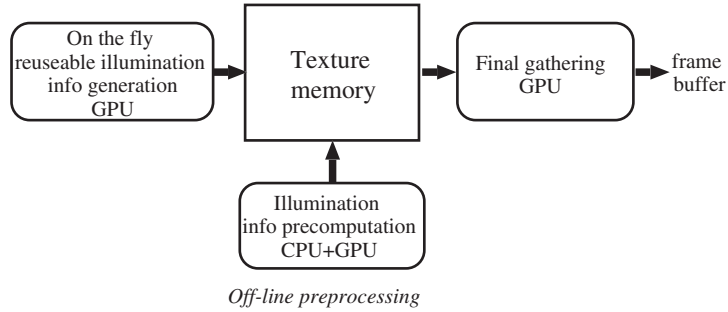 On the fly
reuseable illumination
info generation
GPU
Texture
memory
Final gathering
GPU
frame
buffer
Illumination
info precomputation
CPU+GPU
Off-line preprocessing